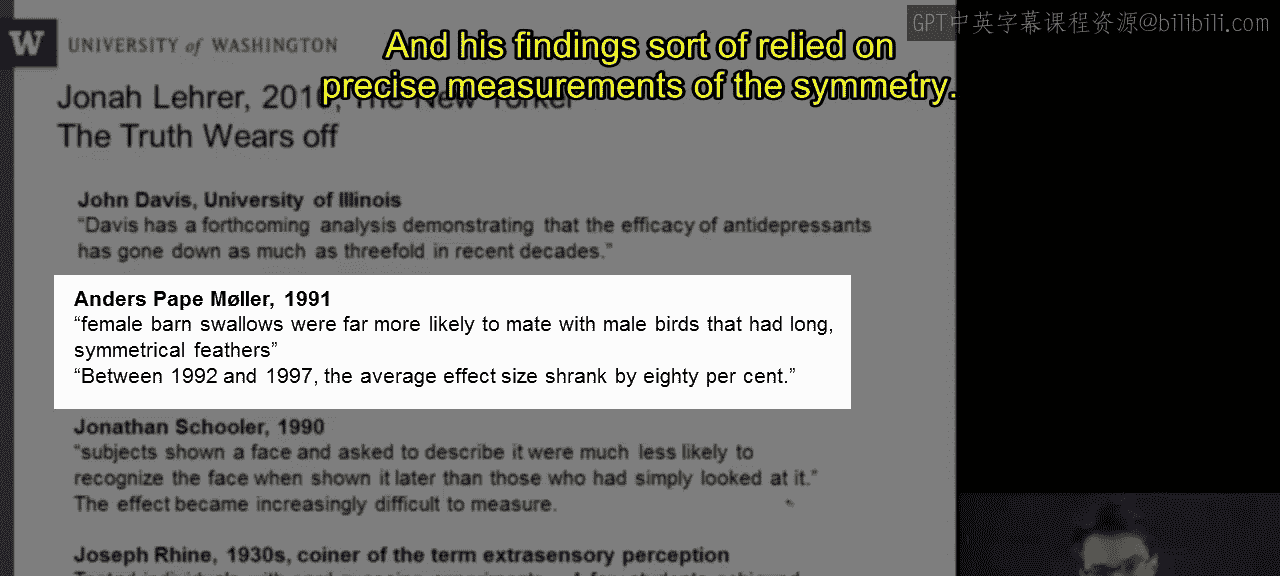 GPT中英字幕课程资源@bilibili.com
And his findings sort of relied on
precise measurements of the symmetry.
W UNIVERSITY of WASHINGTON
Jonah Lehrer, 2010, The New Yorker
The Truth Wears off
John Davis, University of Illinois
“Davis has a forthcoming analysis demonstrating that the efficacy of antidepressants
has gone down as much as threefold in recent decades.”
Anders Pape Møller, 1991
“female barn swallows were far more likely to mate with male birds that had long,
symmetrical feathers”
“Between 1992 and 1997, the average effect size shrank by eighty per cent.”
Jonathan Schooler, 1990
“subjects shown a face and asked to describe it were much less likely to
recognize the face when shown it later than those who had simply looked at it.”
The effect became increasingly difficult to measure.
Joseph Rhine, 1930s, coiner of the term extrasensory perception